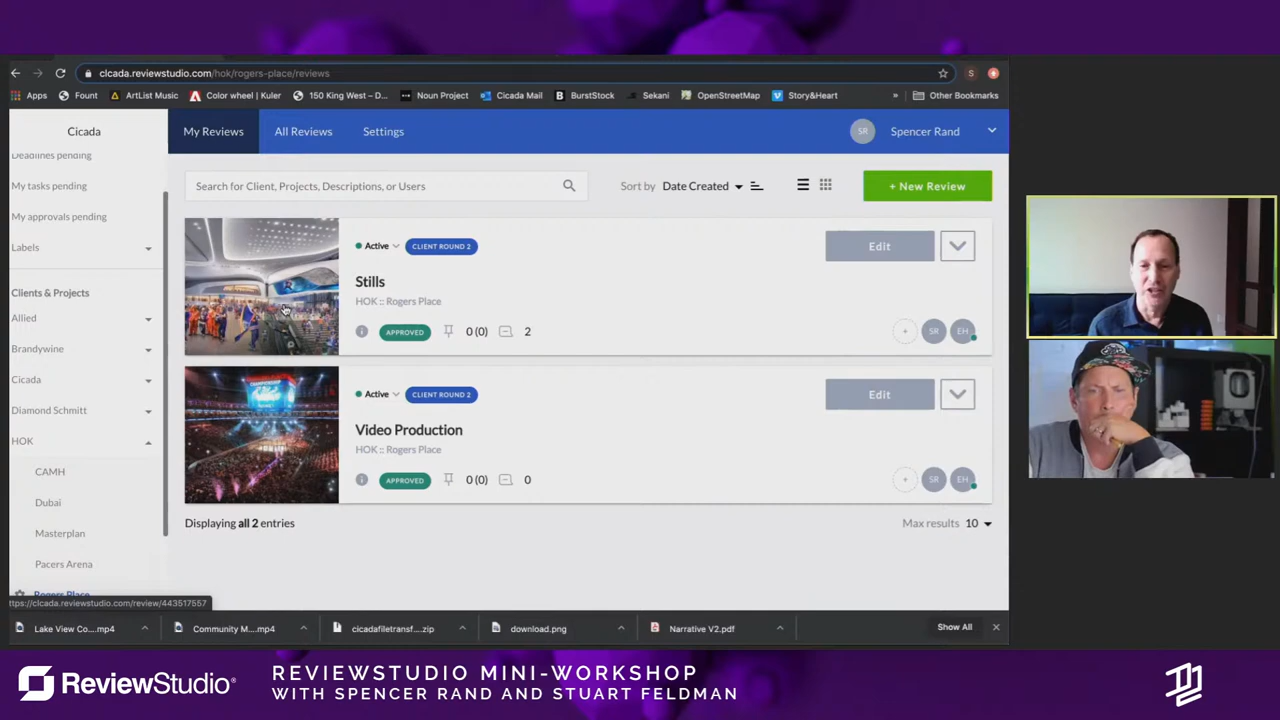 clcada.reviewstudio.com/hok/rogers-place/reviews
S
Apps Fount ArtList Music Color wheel | Kuler 150 King West – D... Noun Project Cicada Mail BurstStock Sekani OpenStreetMap Story&Heart » Other Bookmarks
Cicada
My Reviews All Reviews Settings
SR Spencer Rand
Deadlines pending
My tasks pending
My approvals pending
Labels
Clients & Projects
Allied
Brandywine
Cicada
Diamond Schmitt
HOK
CAMH
Dubai
Masterplan
Pacers Arena
Rogers Place
Search for Client, Projects, Descriptions, or Users
Sort by Date Created
+ New Review
Active CLIENT ROUND 2
Edit
Stills
HOK :: Rogers Place
APPROVED 0 (0) 2
+ SR EH
Active CLIENT ROUND 2
Edit
Video Production
HOK :: Rogers Place
APPROVED 0 (0) 0
+ SR EH
Displaying all 2 entries
Max results 10
ttps://clcada.reviewstudio.com/review/443517557
Lake View Co....mp4 Community M....mp4 cicadafiletransf....zip download.png Narrative V2.pdf Show All
ReviewStudio
REVIEWSTUDIO MINI-WORKSHOP
WITH SPENCER RAND AND STUART FELDMAN